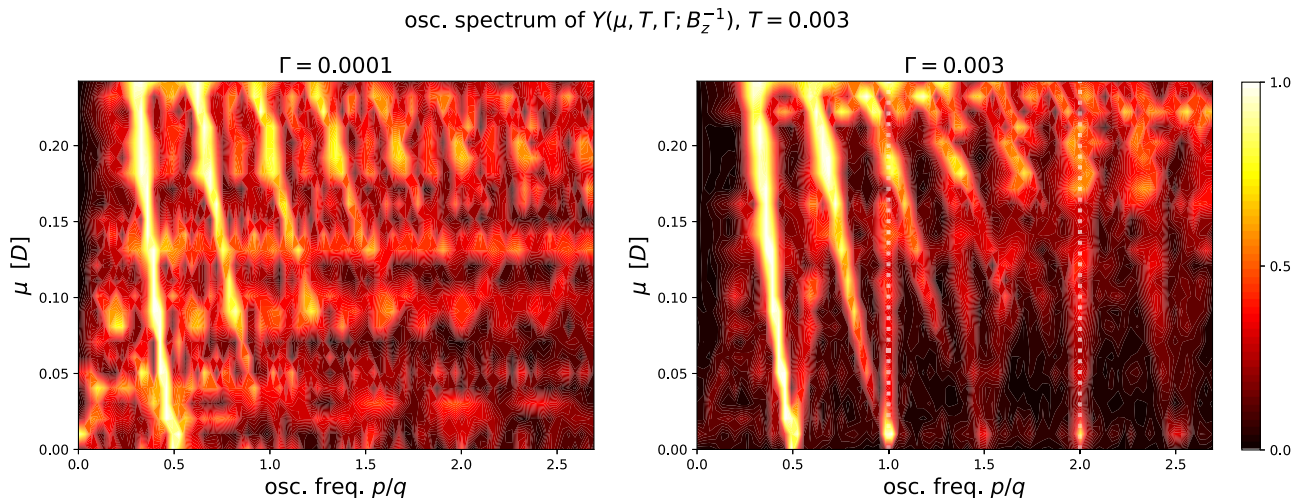 osc. spectrum of Y(μ, T, Γ; B_z^{-1}), T = 0.003
Γ = 0.0001
Γ = 0.003
μ [D]
0.20
0.15
0.10
0.05
0.00
0.0 0.5 1.0 1.5 2.0 2.5
osc. freq. p/q
μ [D]
0.20
0.15
0.10
0.05
0.00
0.0 0.5 1.0 1.5 2.0 2.5
osc. freq. p/q
1.0
0.5
0.0